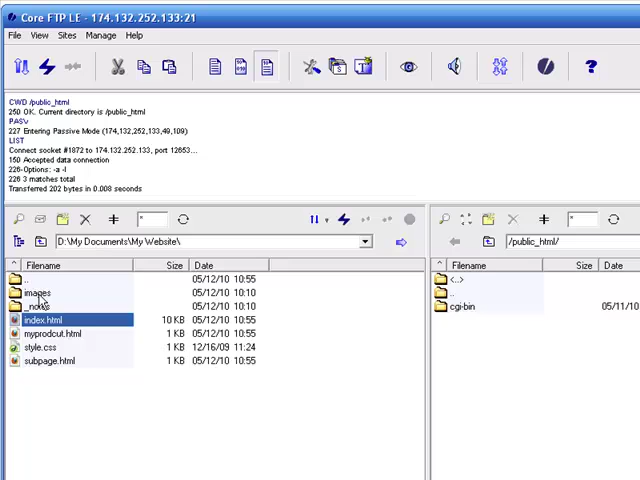 Core FTP LE - 174.132.252.133:21
File View Sites Manage Help
CWD /public_html
250 OK. Current directory is /public_html
PASV
227 Entering Passive Mode (174,132,252,133,49,109)
LIST
Connect socket #1872 to 174.132.252.133, port 12653...
150 Accepted data connection
226-Options: -a -l
226 3 matches total
Transferred 202 bytes in 0.008 seconds
* *
D:\My Documents\My Website\ /public_html/
^ Filename Size Date ^ Filename Size Date
.. 05/12/10 10:55 <..>
images 05/12/10 10:10 ..
05/12/10 10:10 cgi-bin 05/11/10
index.html 10 KB 05/12/10 10:55
myprodcut.html 1 KB 05/12/10 10:55
style.css 1 KB 12/16/09 11:24
subpage.html 1 KB 05/12/10 10:55